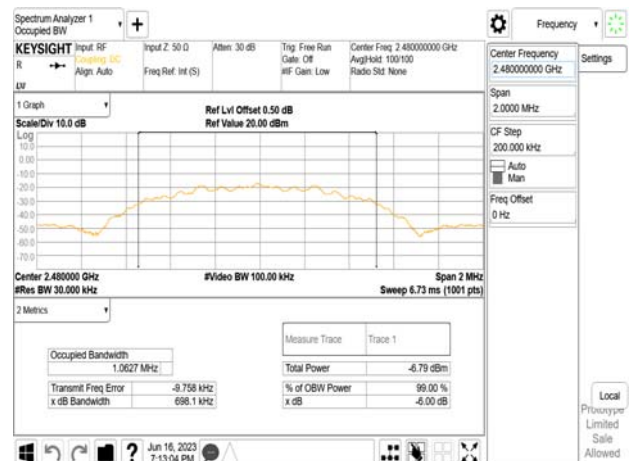 Spectrum Analyzer 1
Occupied BW
+
Frequency
KEYSIGHT Input: RF Input Z: 50 Ω Atten: 30 dB Trig: Free Run Center Freq: 2.480000000 GHz
R Coupling: DC Gate: Off Avg|Hold: 100/100
Align: Auto Freq Ref: Int (S) #IF Gain: Low Radio Std: None
LVI
Center Frequency
2.480000000 GHz
Settings
Span
2.0000 MHz
CF Step
200.000 kHz
Auto
Man
Freq Offset
0 Hz
1 Graph
Ref Lvl Offset 0.50 dB
Scale/Div 10.0 dB Ref Value 20.00 dBm
Log
10.0
0.00
-10.0
-20.0
-30.0
-40.0
-50.0
-60.0
-70.0
Center 2.480000 GHz #Video BW 100.00 kHz Span 2 MHz
#Res BW 30.000 kHz Sweep 6.73 ms (1001 pts)
2 Metrics
Measure Trace Trace 1
Occupied Bandwidth
1.0627 MHz Total Power -6.79 dBm
Transmit Freq Error -9.758 kHz % of OBW Power 99.00 %
x dB Bandwidth 698.1 kHz x dB -6.00 dB
Local
Prototype
Limited
Sale
Allowed
? Jun 16, 2023
7:13:04 PM